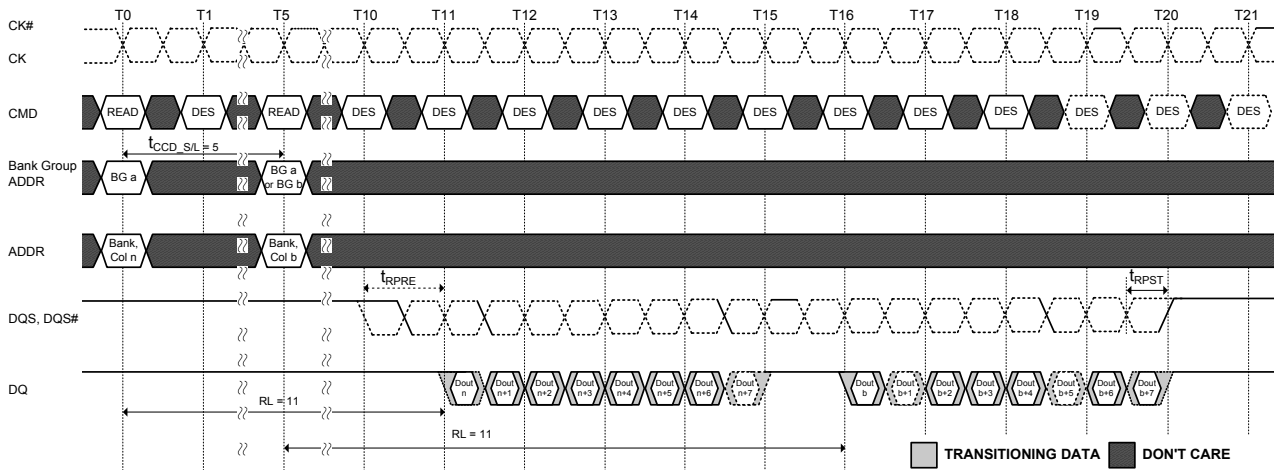 T0 T1 T5 T10 T11 T12 T13 T14 T15 T16 T17 T18 T19 T20 T21
CK#
CK
CMD READ DES READ DES DES DES DES DES DES DES DES DES DES DES DES
tCCD_S/L = 5
Bank Group
ADDR
BG a
BG a
or BG b
ADDR
Bank,
Col n
Bank,
Col b
tRPRE tRPST
DQS, DQS#
DQ
Dout
n
Dout
n+1
Dout
n+2
Dout
n+3
Dout
n+4
Dout
n+5
Dout
n+6
Dout
n+7
Dout
b
Dout
b+1
Dout
b+2
Dout
b+3
Dout
b+4
Dout
b+5
Dout
b+6
Dout
b+7
RL = 11
RL = 11
TRANSITIONING DATA DON'T CARE